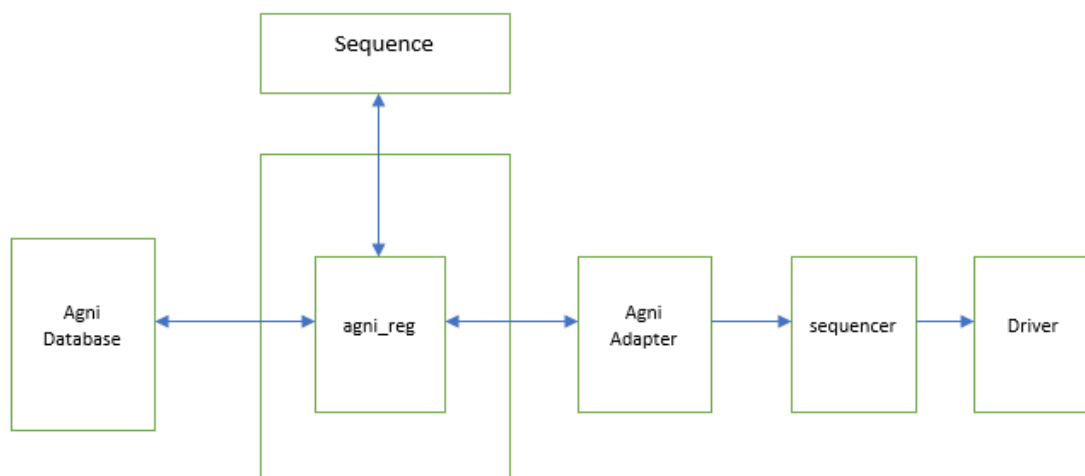 Sequence
Agni
Database
agni_reg
Agni
Adapter
sequencer
Driver